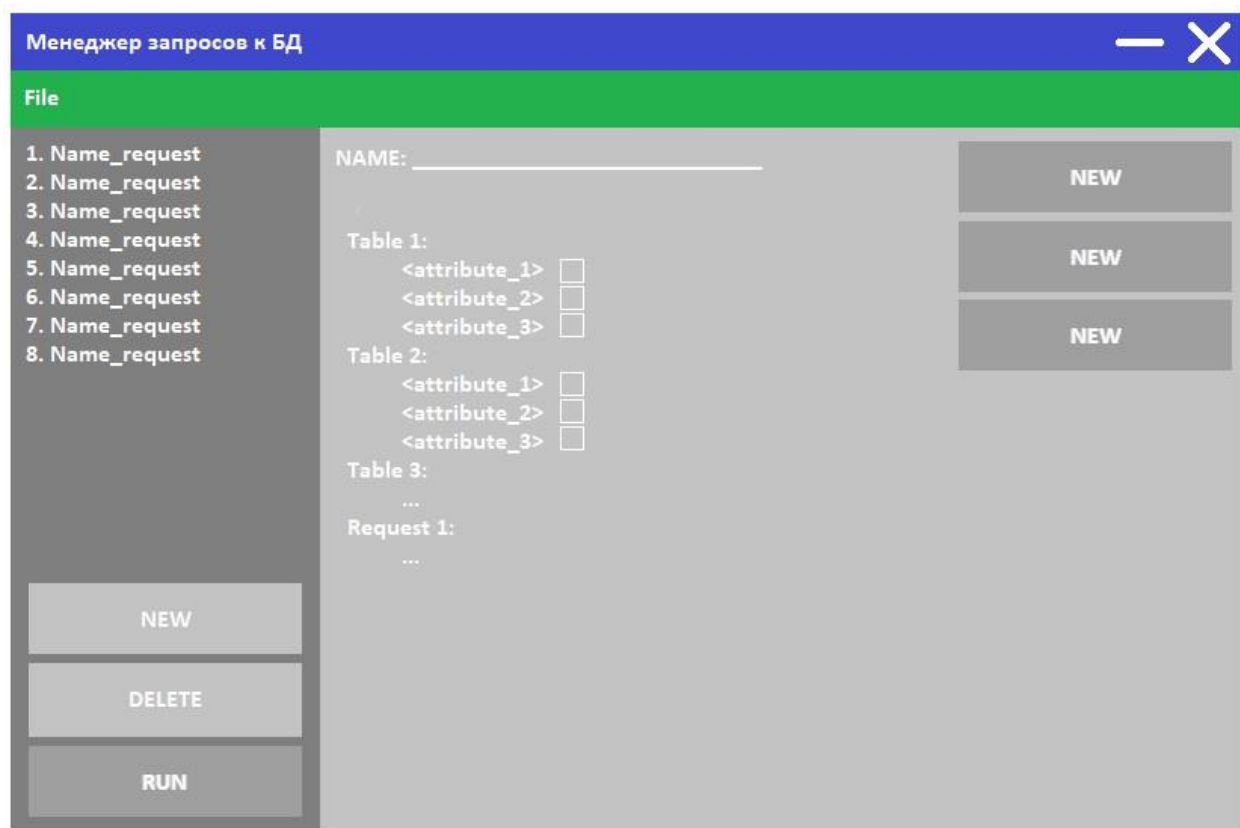 Менеджер запросов к БД
File
1. Name_request
2. Name_request
3. Name_request
4. Name_request
5. Name_request
6. Name_request
7. Name_request
8. Name_request
NEW
DELETE
RUN
NAME:
Table 1:
<attribute_1>
<attribute_2>
<attribute_3>
Table 2:
<attribute_1>
<attribute_2>
<attribute_3>
Table 3:
...
Request 1:
...
NEW
NEW
NEW